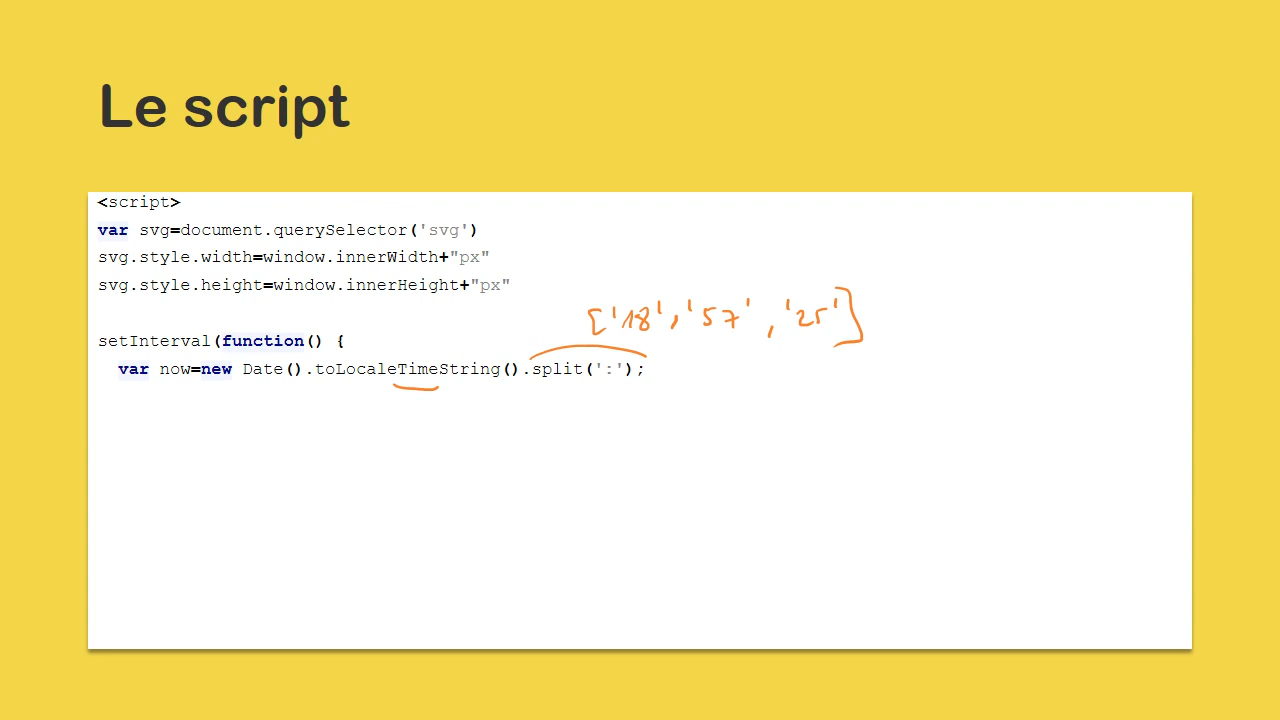 Le script
<script>
var svg=document.querySelector('svg')
svg.style.width=window.innerWidth+"px"
svg.style.height=window.innerHeight+"px"
['18','57','25']
setInterval(function() {
var now=new Date().toLocaleTimeString().split(':');